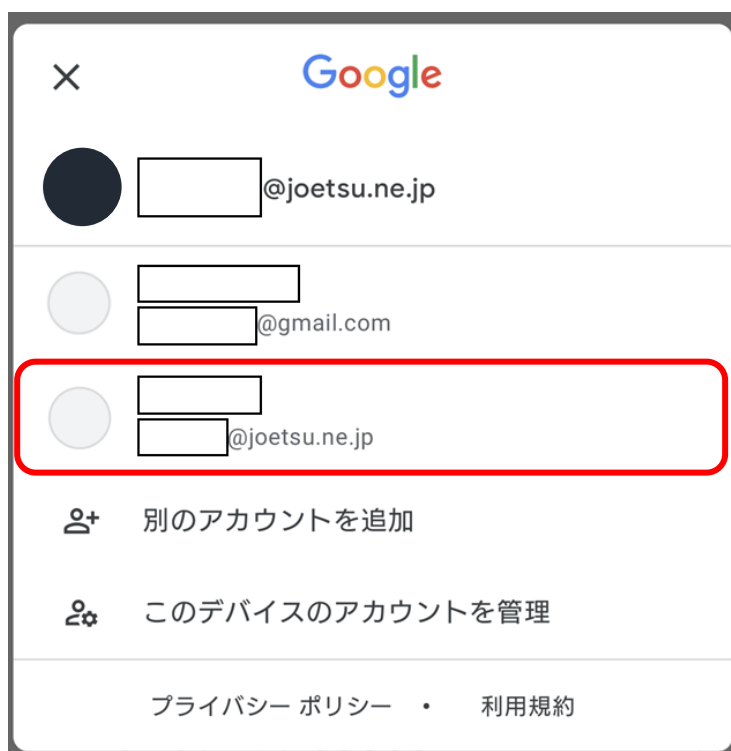 Google
@joetsu.ne.jp
@gmail.com
@joetsu.ne.jp
別のアカウントを追加
このデバイスのアカウントを管理
プライバシー ポリシー ・ 利用規約